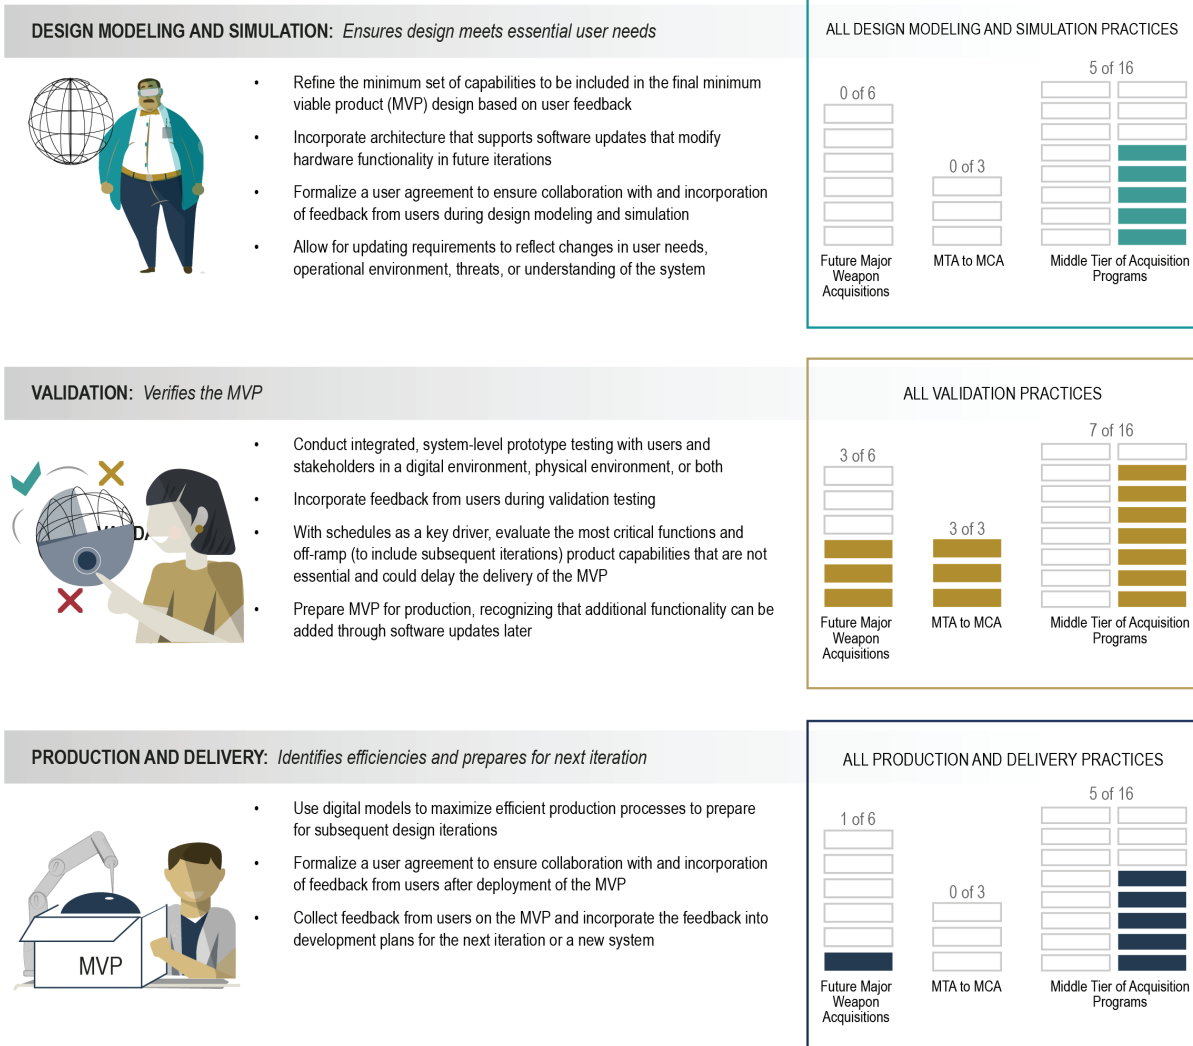 DESIGN MODELING AND SIMULATION: Ensures design meets essential user needs
• Refine the minimum set of capabilities to be included in the final minimum
viable product (MVP) design based on user feedback
• Incorporate architecture that supports software updates that modify
hardware functionality in future iterations
• Formalize a user agreement to ensure collaboration with and incorporation
of feedback from users during design modeling and simulation
• Allow for updating requirements to reflect changes in user needs,
operational environment, threats, or understanding of the system
ALL DESIGN MODELING AND SIMULATION PRACTICES
0 of 6
0 of 3
5 of 16
Future Major
Weapon
Acquisitions
MTA to MCA
Middle Tier of Acquisition
Programs
VALIDATION: Verifies the MVP
• Conduct integrated, system-level prototype testing with users and
stakeholders in a digital environment, physical environment, or both
• Incorporate feedback from users during validation testing
• With schedules as a key driver, evaluate the most critical functions and
off-ramp (to include subsequent iterations) product capabilities that are not
essential and could delay the delivery of the MVP
• Prepare MVP for production, recognizing that additional functionality can be
added through software updates later
ALL VALIDATION PRACTICES
3 of 6
3 of 3
7 of 16
Future Major
Weapon
Acquisitions
MTA to MCA
Middle Tier of Acquisition
Programs
PRODUCTION AND DELIVERY: Identifies efficiencies and prepares for next iteration
• Use digital models to maximize efficient production processes to prepare
for subsequent design iterations
• Formalize a user agreement to ensure collaboration with and incorporation
of feedback from users after deployment of the MVP
• Collect feedback from users on the MVP and incorporate the feedback into
development plans for the next iteration or a new system
MVP
ALL PRODUCTION AND DELIVERY PRACTICES
1 of 6
0 of 3
5 of 16
Future Major
Weapon
Acquisitions
MTA to MCA
Middle Tier of Acquisition
Programs